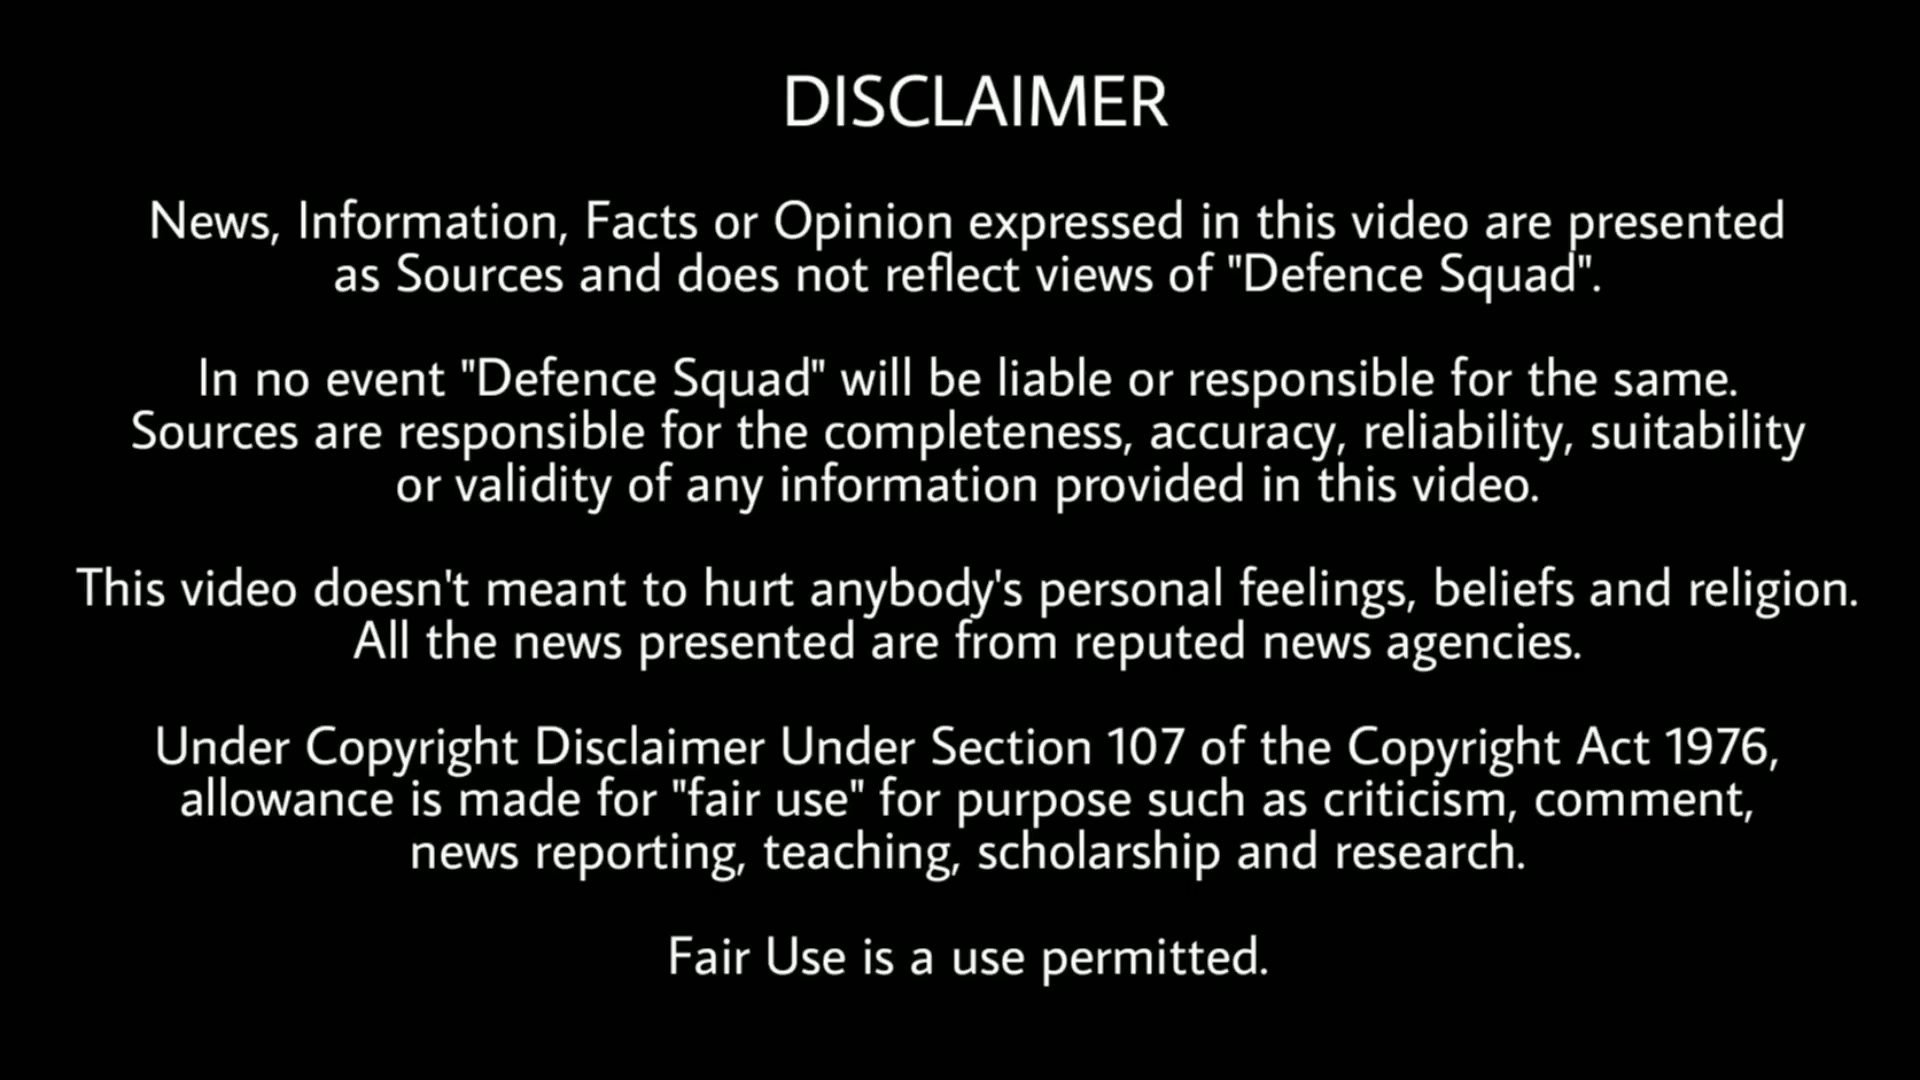 DISCLAIMER
News, Information, Facts or Opinion expressed in this video are presented
as Sources and does not reflect views of "Defence Squad".
In no event "Defence Squad" will be liable or responsible for the same.
Sources are responsible for the completeness, accuracy, reliability, suitability
or validity of any information provided in this video.
This video doesn't meant to hurt anybody's personal feelings, beliefs and religion.
All the news presented are from reputed news agencies.
Under Copyright Disclaimer Under Section 107 of the Copyright Act 1976,
allowance is made for "fair use" for purpose such as criticism, comment,
news reporting, teaching, scholarship and research.
Fair Use is a use permitted.